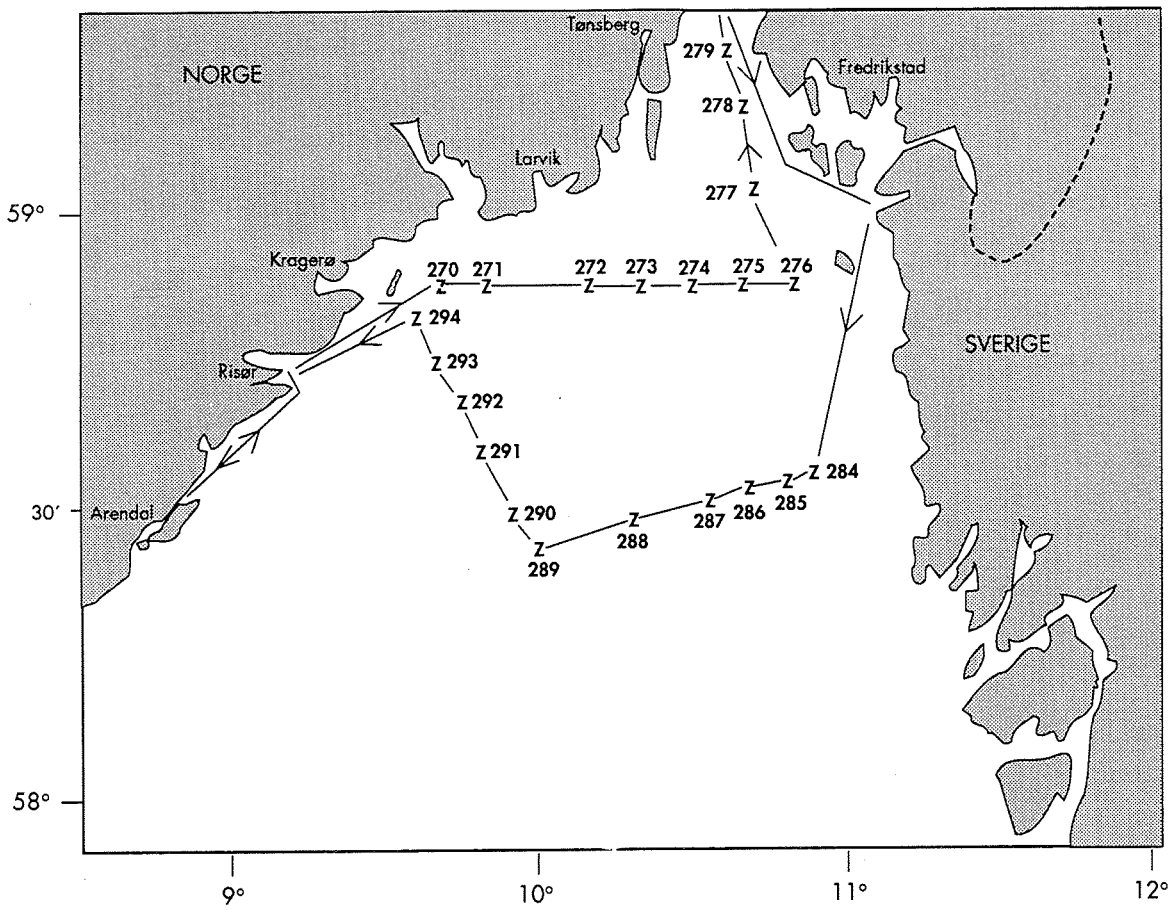 Tønsberg
NORGE
279
Z
Fredrikstad
278
Z
Larvik
277
Z
59°
Kragerø
270 271 272 273 274 275 276
Z Z Z Z Z Z Z
Z 294
SVERIGE
Risør
Z 293
Z 292
Z 291
Z 284
Z Z Z
285
286
287
30'
Arendal
Z 290
Z
288
Z
289
58°
9° 10° 11° 12°